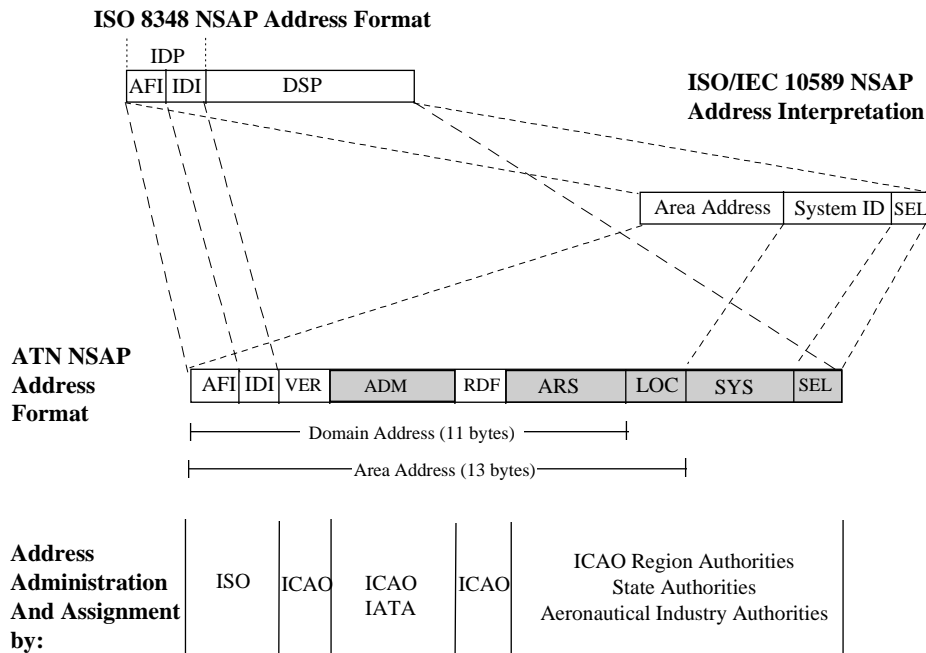 ISO 8348 NSAP Address Format
IDP
AFI IDI DSP
ISO/IEC 10589 NSAP
Address Interpretation
Area Address System ID SEL
ATN NSAP
Address
Format
AFI IDI VER ADM RDF ARS LOC SYS SEL
Domain Address (11 bytes)
Area Address (13 bytes)
Address
Administration
And Assignment
by:
ISO
ICAO
ICAO
IATA
ICAO
ICAO Region Authorities
State Authorities
Aeronautical Industry Authorities